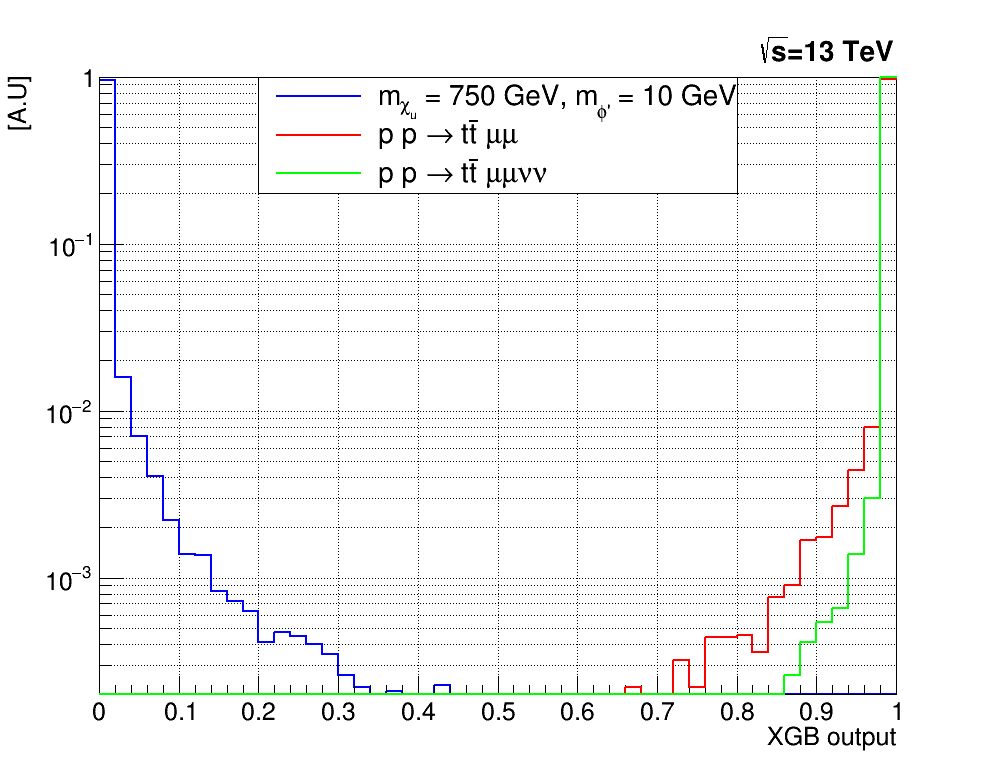 √s=13 TeV
[A.U]
m_χ_u = 750 GeV, m_ϕ' = 10 GeV
p p → tt̄ μμ
p p → tt̄ μμνν
1
10⁻¹
10⁻²
10⁻³
0 0.1 0.2 0.3 0.4 0.5 0.6 0.7 0.8 0.9 1
XGB output